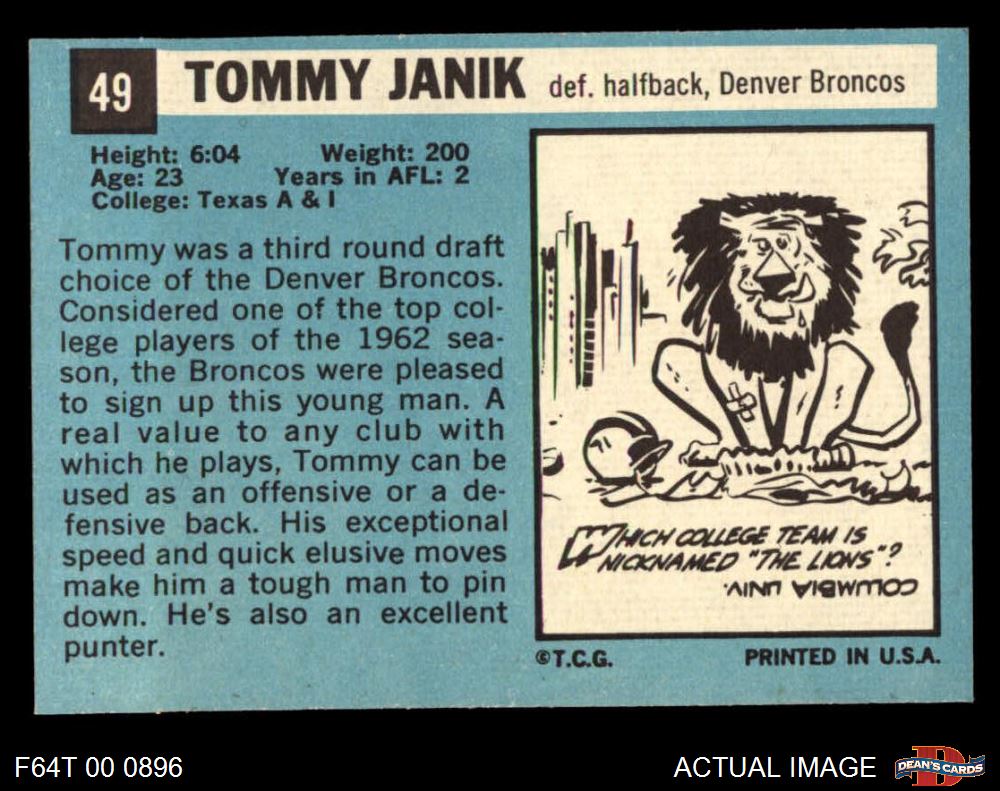 49
TOMMY JANIK def. halfback, Denver Broncos
Height: 6:04 Weight: 200
Age: 23 Years in AFL: 2
College: Texas A & I
Tommy was a third round draft
choice of the Denver Broncos.
Considered one of the top col-
lege players of the 1962 sea-
son, the Broncos were pleased
to sign up this young man. A
real value to any club with
which he plays, Tommy can be
used as an offensive or a de-
fensive back. His exceptional
speed and quick elusive moves
make him a tough man to pin
down. He's also an excellent
punter.
WHICH COLLEGE TEAM IS
NICKNAMED "THE LIONS"?
COLUMBIA UNIV.
©T.C.G. PRINTED IN U.S.A.
F64T 00 0896
ACTUAL IMAGE
D
DEAN'S CARDS